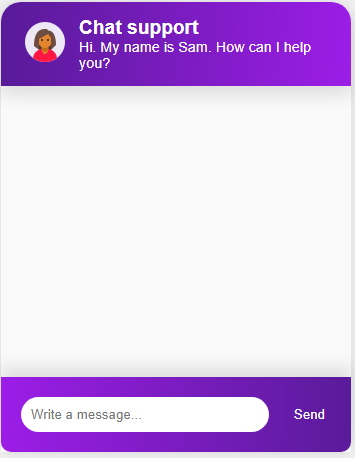 Chat support
Hi. My name is Sam. How can I help
you?
Write a message...
Send